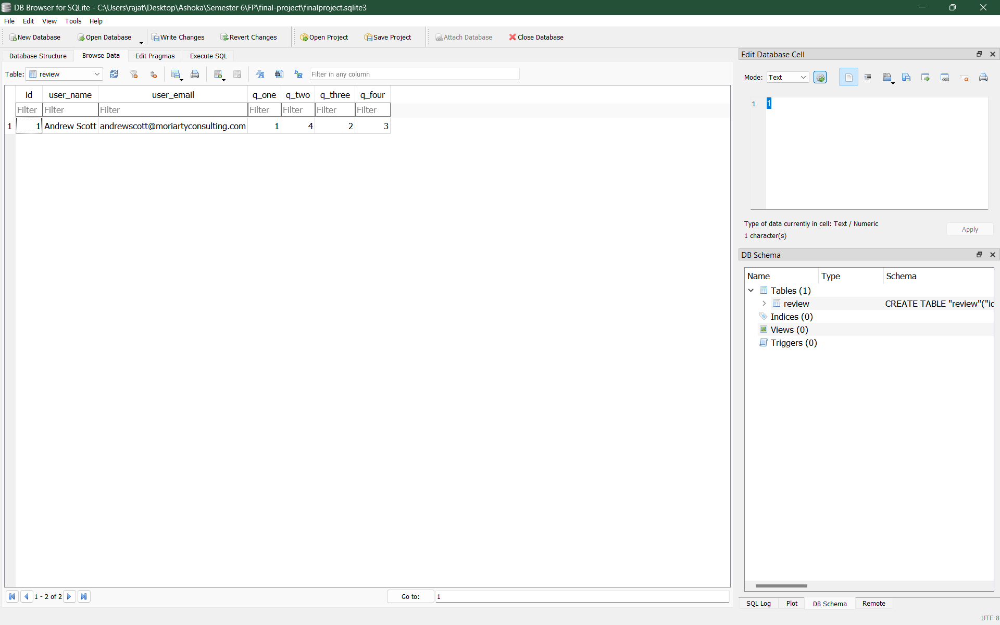 DB Browser for SQLite - C:\Users\rajat\Desktop\Ashoka\Semester 6\FP\final-project\finalproject.sqlite3
File Edit View Tools Help
New Database Open Database Write Changes Revert Changes Open Project Save Project Attach Database Close Database
Database Structure Browse Data Edit Pragmas Execute SQL
Table: review Filter in any column
id user_name user_email q_one q_two q_three q_four
Filter Filter Filter Filter Filter Filter Filter
1 1 Andrew Scott andrewscott@moriartyconsulting.com 1 4 2 3
1 - 2 of 2 Go to: 1
Edit Database Cell
Mode: Text
1 1
Type of data currently in cell: Text / Numeric
1 character(s)
Apply
DB Schema
Name Type Schema
Tables (1)
review CREATE TABLE "review"("id
Indices (0)
Views (0)
Triggers (0)
SQL Log Plot DB Schema Remote
UTF-8